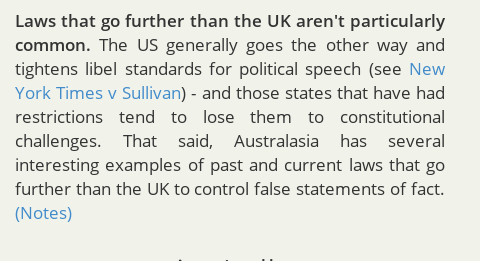 Laws that go further than the UK aren't particularly
common. The US generally goes the other way and
tightens libel standards for political speech (see New
York Times v Sullivan) - and those states that have had
restrictions tend to lose them to constitutional
challenges. That said, Australasia has several
interesting examples of past and current laws that go
further than the UK to control false statements of fact.
(Notes)